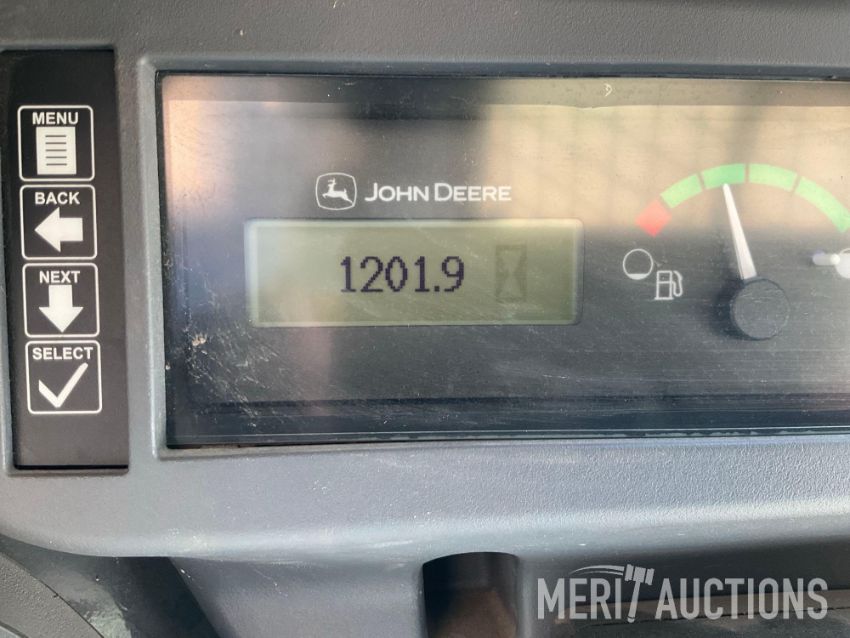 MENU
BACK
NEXT
SELECT
JOHN DEERE
1201.9
MERIT AUCTIONS